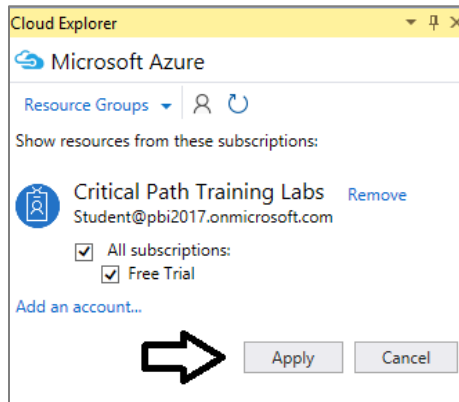 Cloud Explorer
Microsoft Azure
Resource Groups
Show resources from these subscriptions:
Critical Path Training Labs Remove
Student@pbi2017.onmicrosoft.com
All subscriptions:
Free Trial
Add an account...
Apply Cancel